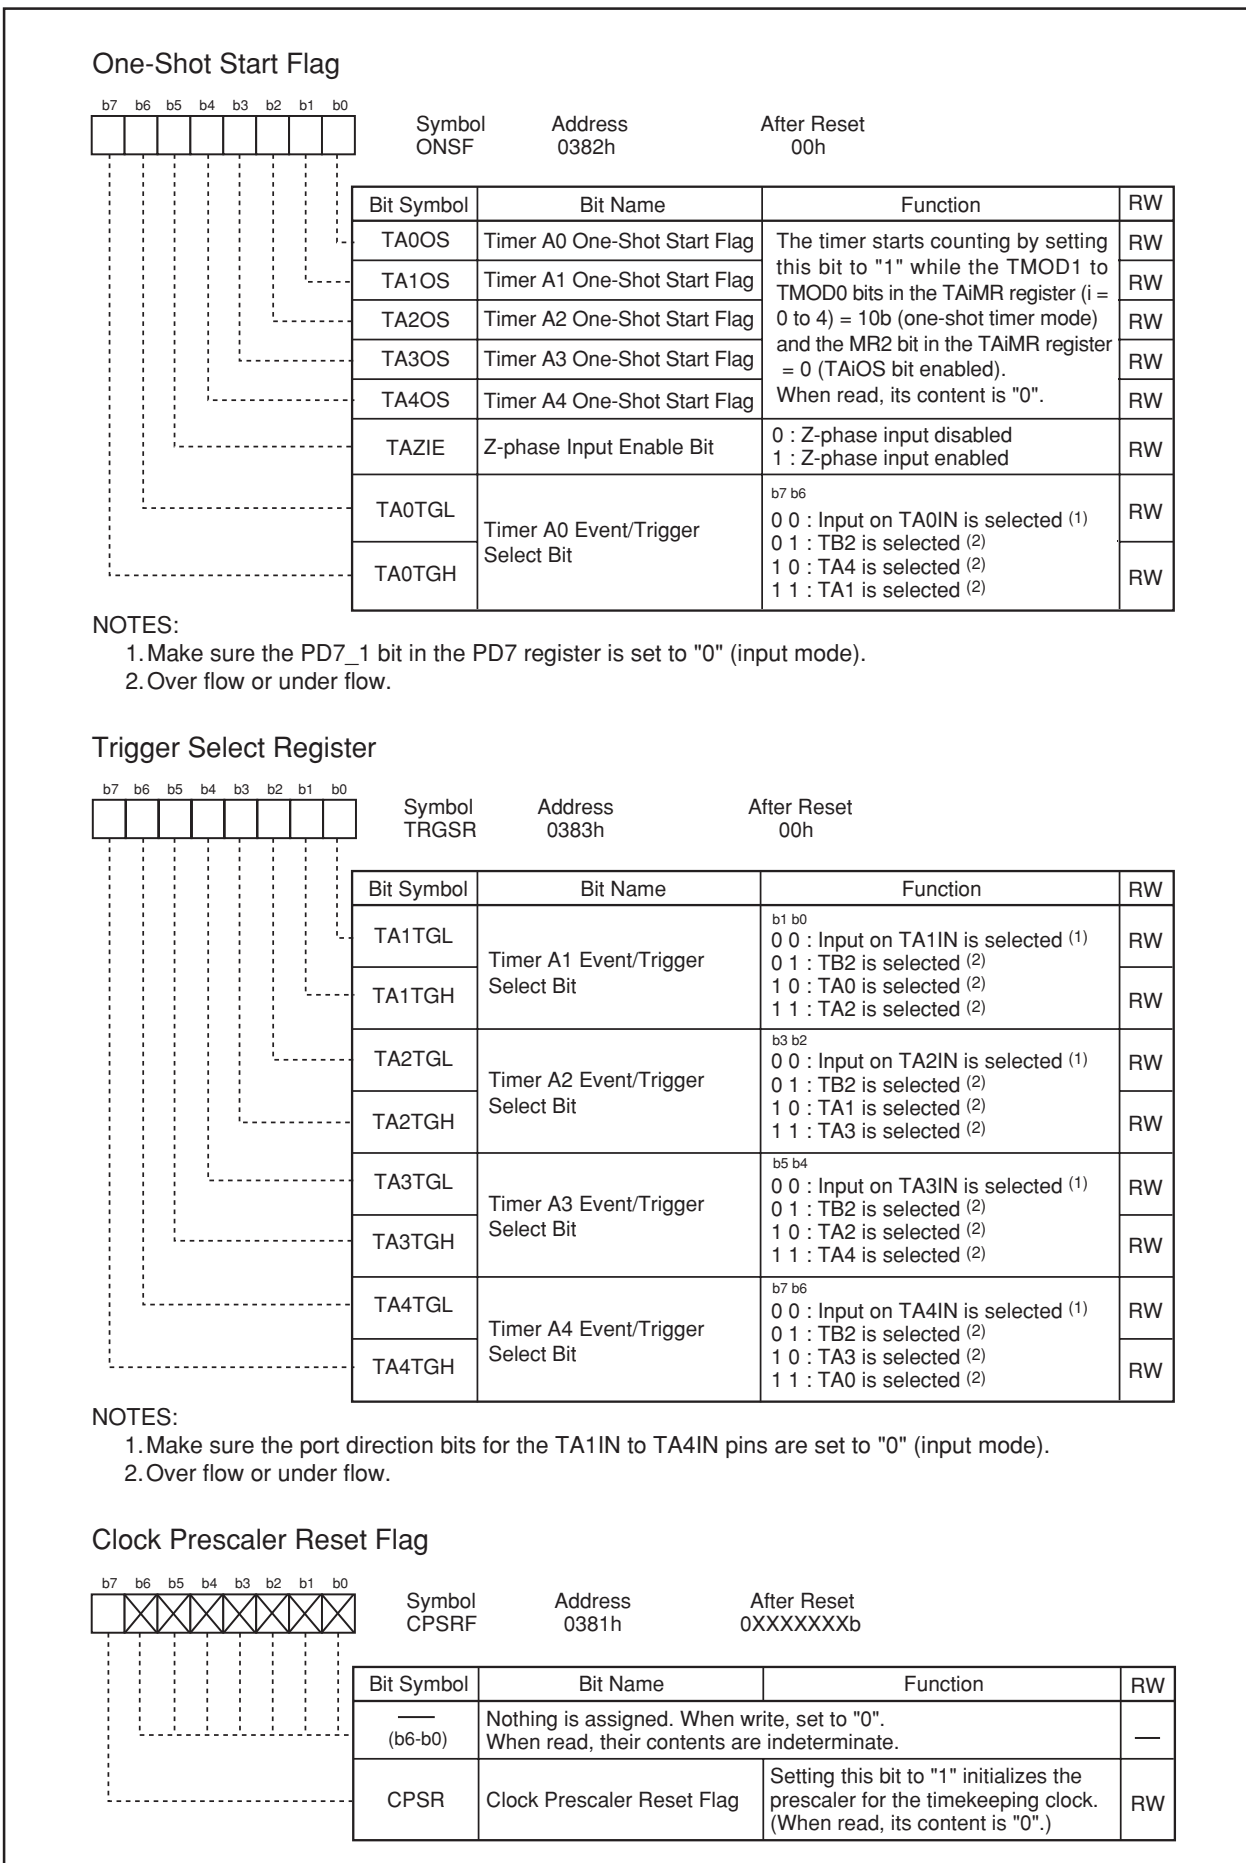 One-Shot Start Flag
b7 b6 b5 b4 b3 b2 b1 b0
Symbol Address After Reset
ONSF 0382h 00h
Bit Symbol Bit Name Function RW
TA0OS Timer A0 One-Shot Start Flag RW
TA1OS Timer A1 One-Shot Start Flag RW
TA2OS Timer A2 One-Shot Start Flag RW
TA3OS Timer A3 One-Shot Start Flag RW
TA4OS Timer A4 One-Shot Start Flag RW
The timer starts counting by setting
this bit to "1" while the TMOD1 to
TMOD0 bits in the TAiMR register (i =
0 to 4) = 10b (one-shot timer mode)
and the MR2 bit in the TAiMR register
= 0 (TAiOS bit enabled).
When read, its content is "0".
TAZIE Z-phase Input Enable Bit RW
0 : Z-phase input disabled
1 : Z-phase input enabled
TA0TGL RW
TA0TGH RW
Timer A0 Event/Trigger
Select Bit
b7 b6
0 0 : Input on TA0IN is selected (1)
0 1 : TB2 is selected (2)
1 0 : TA4 is selected (2)
1 1 : TA1 is selected (2)
NOTES:
1. Make sure the PD7_1 bit in the PD7 register is set to "0" (input mode).
2. Over flow or under flow.
Trigger Select Register
b7 b6 b5 b4 b3 b2 b1 b0
Symbol Address After Reset
TRGSR 0383h 00h
Bit Symbol Bit Name Function RW
TA1TGL RW
TA1TGH RW
Timer A1 Event/Trigger
Select Bit
b1 b0
0 0 : Input on TA1IN is selected (1)
0 1 : TB2 is selected (2)
1 0 : TA0 is selected (2)
1 1 : TA2 is selected (2)
TA2TGL RW
TA2TGH RW
Timer A2 Event/Trigger
Select Bit
b3 b2
0 0 : Input on TA2IN is selected (1)
0 1 : TB2 is selected (2)
1 0 : TA1 is selected (2)
1 1 : TA3 is selected (2)
TA3TGL RW
TA3TGH RW
Timer A3 Event/Trigger
Select Bit
b5 b4
0 0 : Input on TA3IN is selected (1)
0 1 : TB2 is selected (2)
1 0 : TA2 is selected (2)
1 1 : TA4 is selected (2)
TA4TGL RW
TA4TGH RW
Timer A4 Event/Trigger
Select Bit
b7 b6
0 0 : Input on TA4IN is selected (1)
0 1 : TB2 is selected (2)
1 0 : TA3 is selected (2)
1 1 : TA0 is selected (2)
NOTES:
1. Make sure the port direction bits for the TA1IN to TA4IN pins are set to "0" (input mode).
2. Over flow or under flow.
Clock Prescaler Reset Flag
b7 b6 b5 b4 b3 b2 b1 b0
Symbol Address After Reset
CPSRF 0381h 0XXXXXXXb
Bit Symbol Bit Name Function RW
—
(b6-b0)
Nothing is assigned. When write, set to "0".
When read, their contents are indeterminate.
—
CPSR Clock Prescaler Reset Flag RW
Setting this bit to "1" initializes the
prescaler for the timekeeping clock.
(When read, its content is "0".)